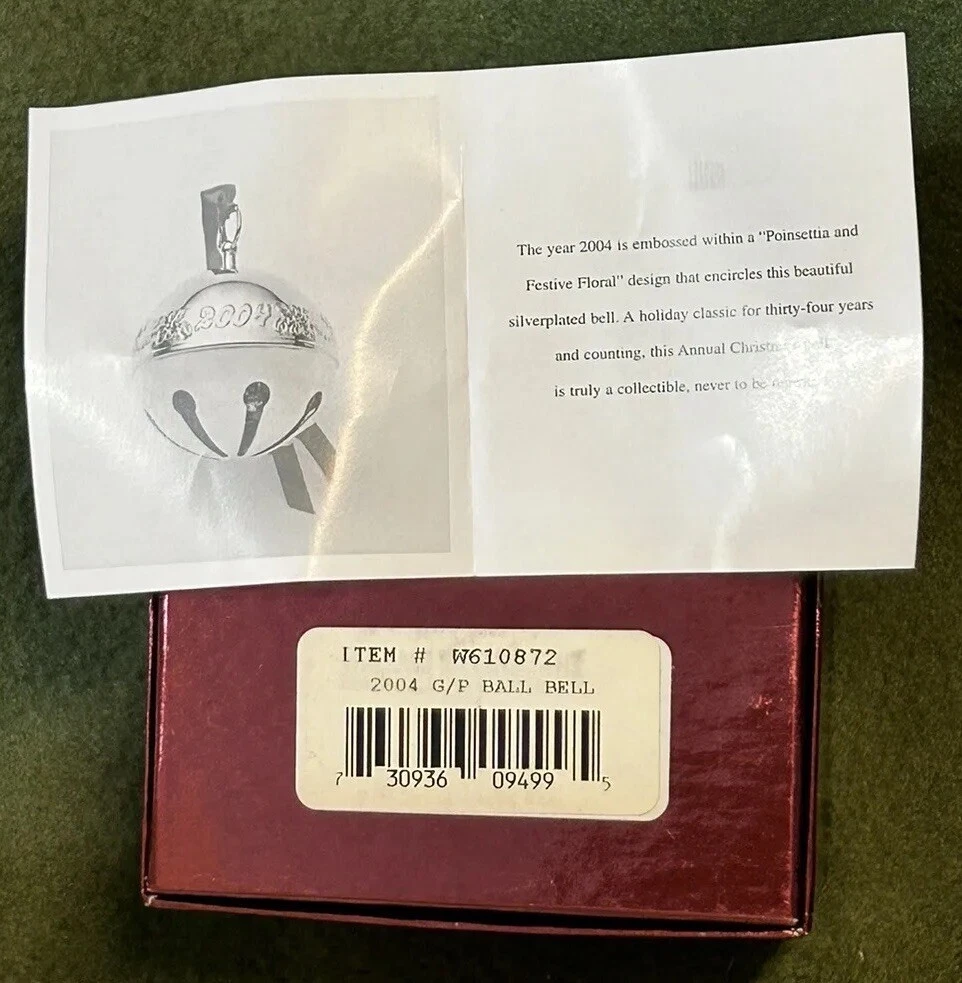 2004
The year 2004 is embossed within a "Poinsettia and
Festive Floral" design that encircles this beautiful
silverplated bell. A holiday classic for thirty-four years
and counting, this Annual Christmas
is truly a collectible, never to be
ITEM # W610872
2004 G/P BALL BELL
7 30936 09499 5